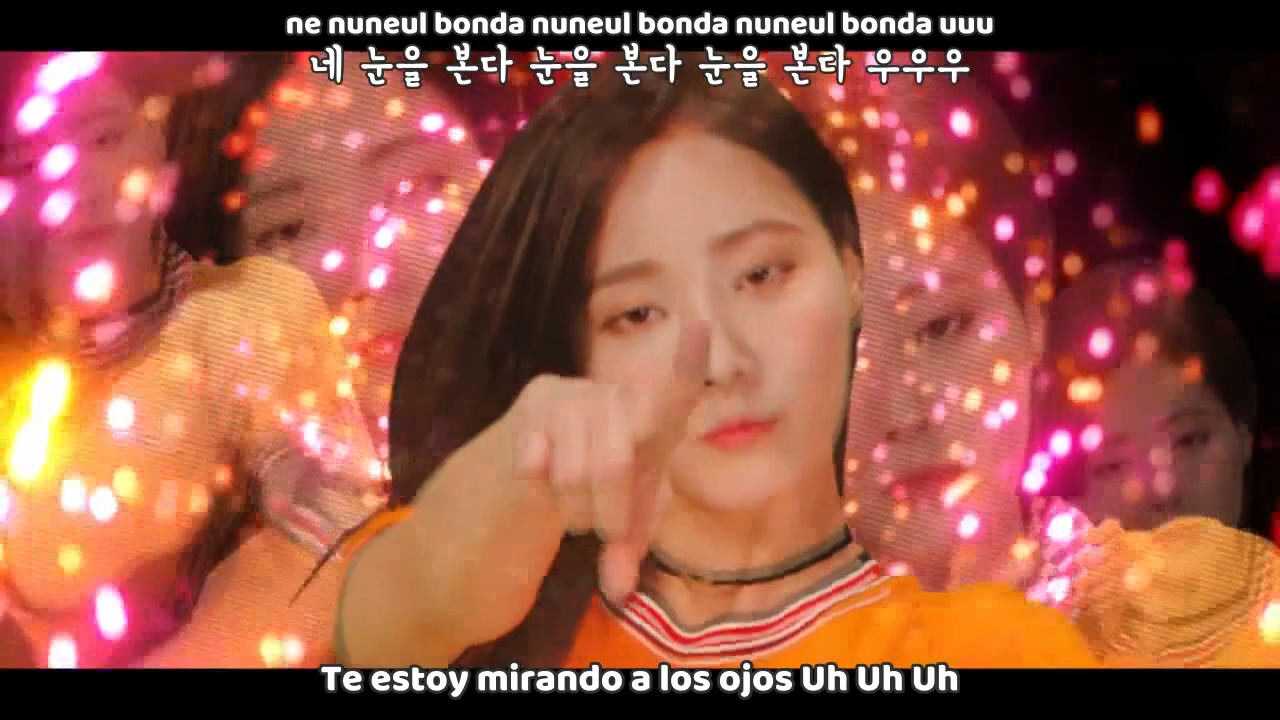 ne nuneul bonda nuneul bonda nuneul bonda uuu
네 눈을 본다 눈을 본다 눈을 본다 우우우
Te estoy mirando a los ojos Uh Uh Uh